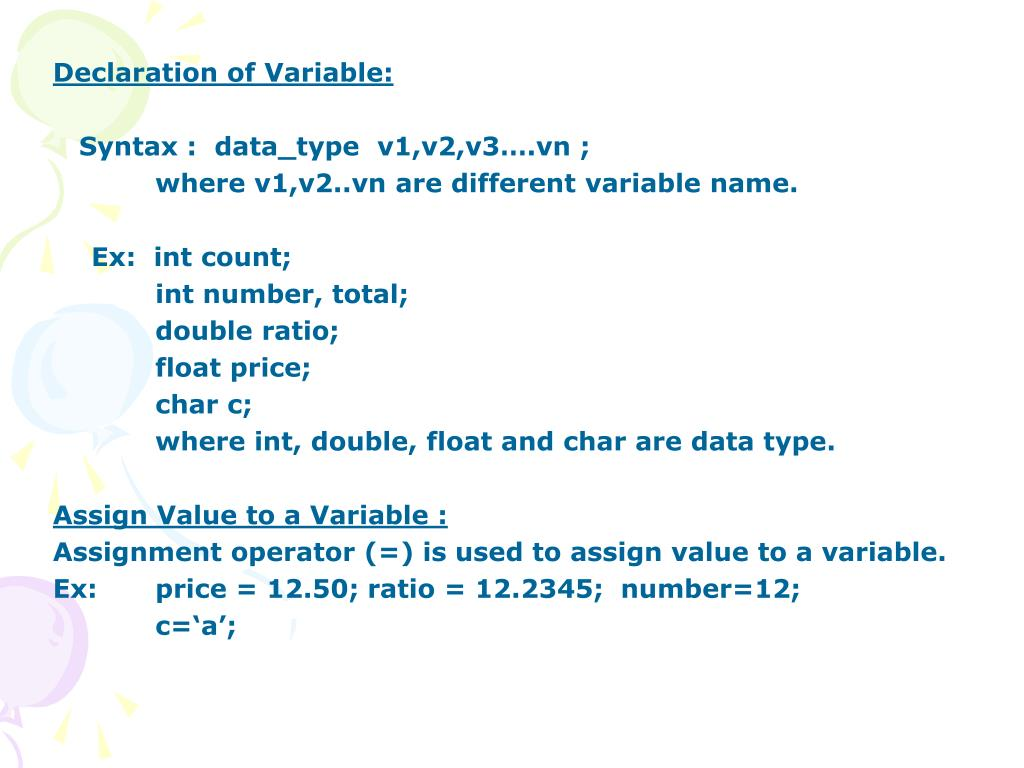 Declaration of Variable:
Syntax :  data_type  v1,v2,v3….vn ;
where v1,v2..vn are different variable name.
Ex:  int count;
int number, total;
double ratio;
float price;
char c;
where int, double, float and char are data type.
Assign Value to a Variable :
Assignment operator (=) is used to assign value to a variable.
Ex:       price = 12.50; ratio = 12.2345;  number=12;
c=‘a’;